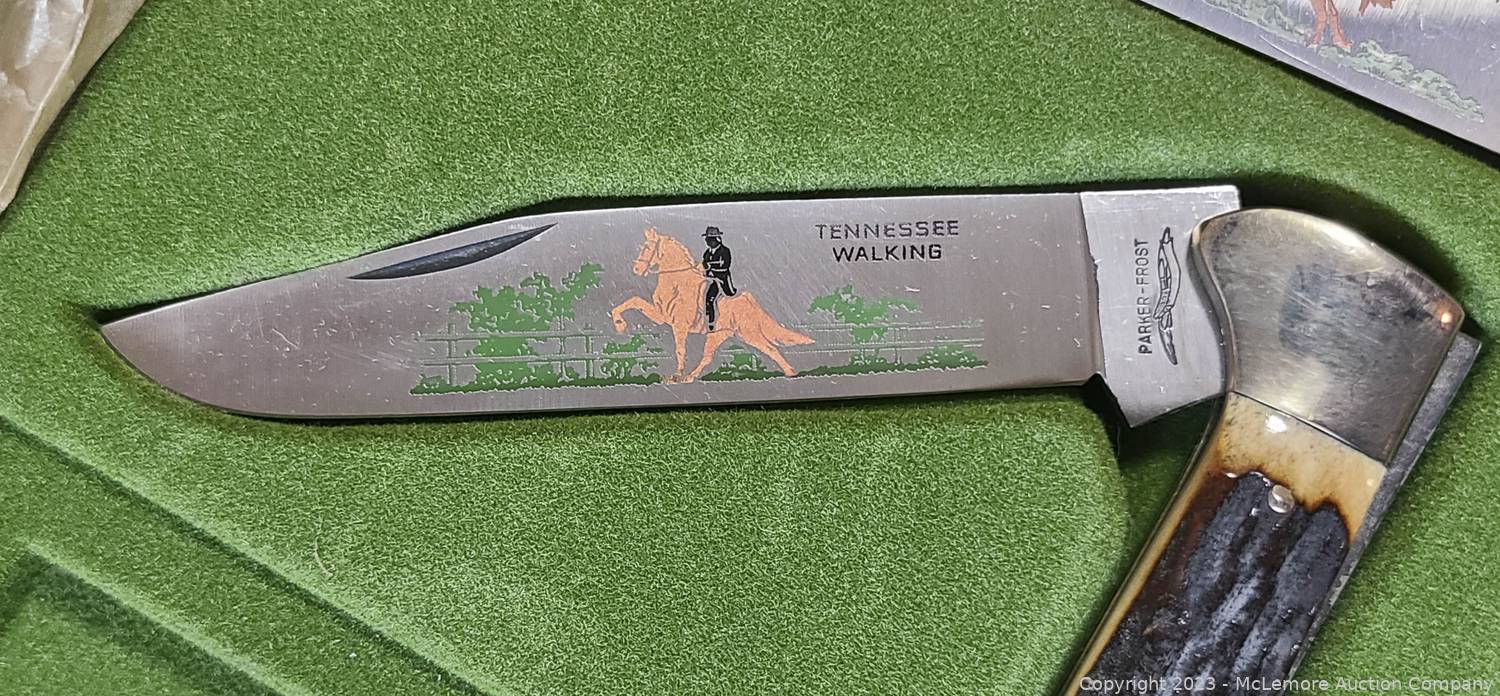 TENNESSEE
WALKING
PARKER-FROST
Copyright 2023 - McLemore Auction Company